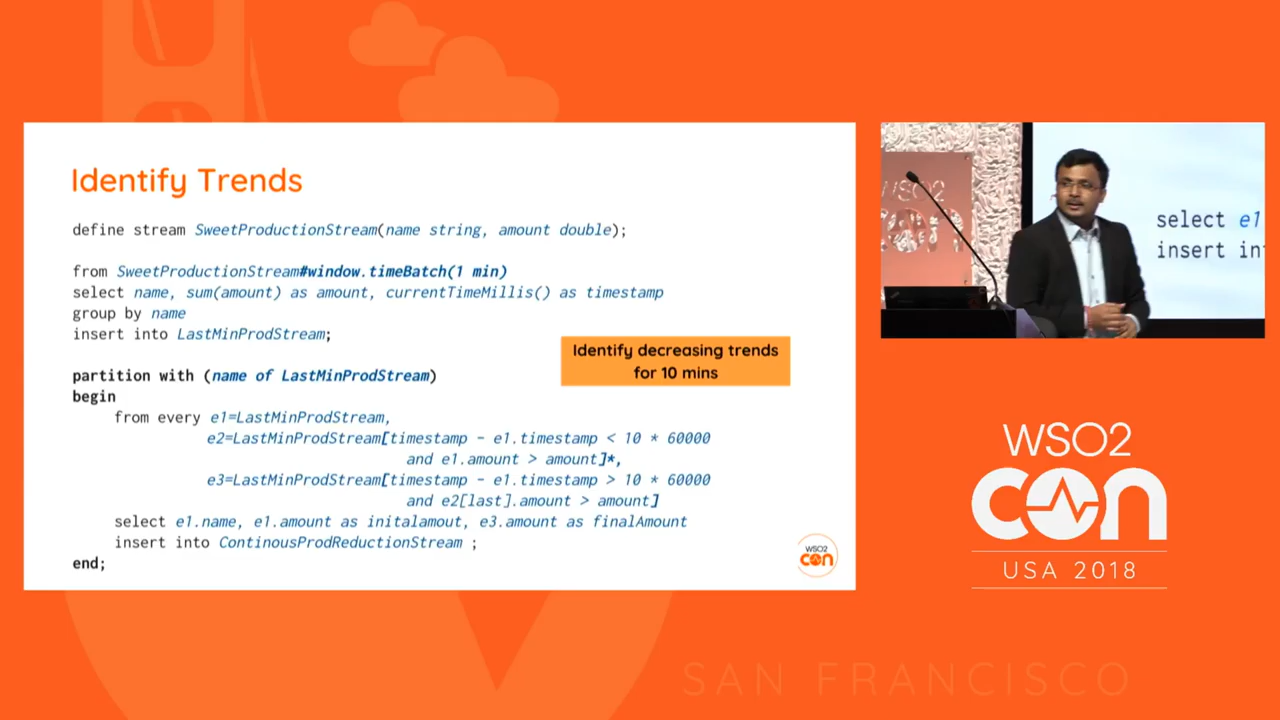 Identify Trends
define stream SweetProductionStream(name string, amount double);
from SweetProductionStream#window.timeBatch(1 min)
select name, sum(amount) as amount, currentTimeMillis() as timestamp
group by name
insert into LastMinProdStream;
Identify decreasing trends
for 10 mins
partition with (name of LastMinProdStream)
begin
from every e1=LastMinProdStream,
e2=LastMinProdStream[timestamp - e1.timestamp < 10 * 60000
and e1.amount > amount]*,
e3=LastMinProdStream[timestamp - e1.timestamp > 10 * 60000
and e2[last].amount > amount]
select e1.name, e1.amount as initalamout, e3.amount as finalAmount
insert into ContinousProdReductionStream ;
end;
WSO2
con
WSO2
select e1
insert in
WSO2
con
USA 2018
SAN FRANCISCO